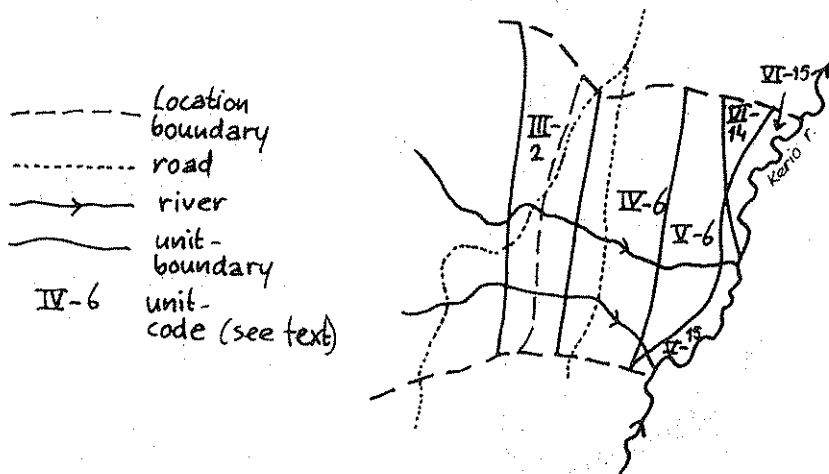 Location
boundary
road
river
unit-
boundary
IV-6 unit-
code (see text)
III-
2
IV-6
V-6
VI-
14
VI-15
Kerio r.